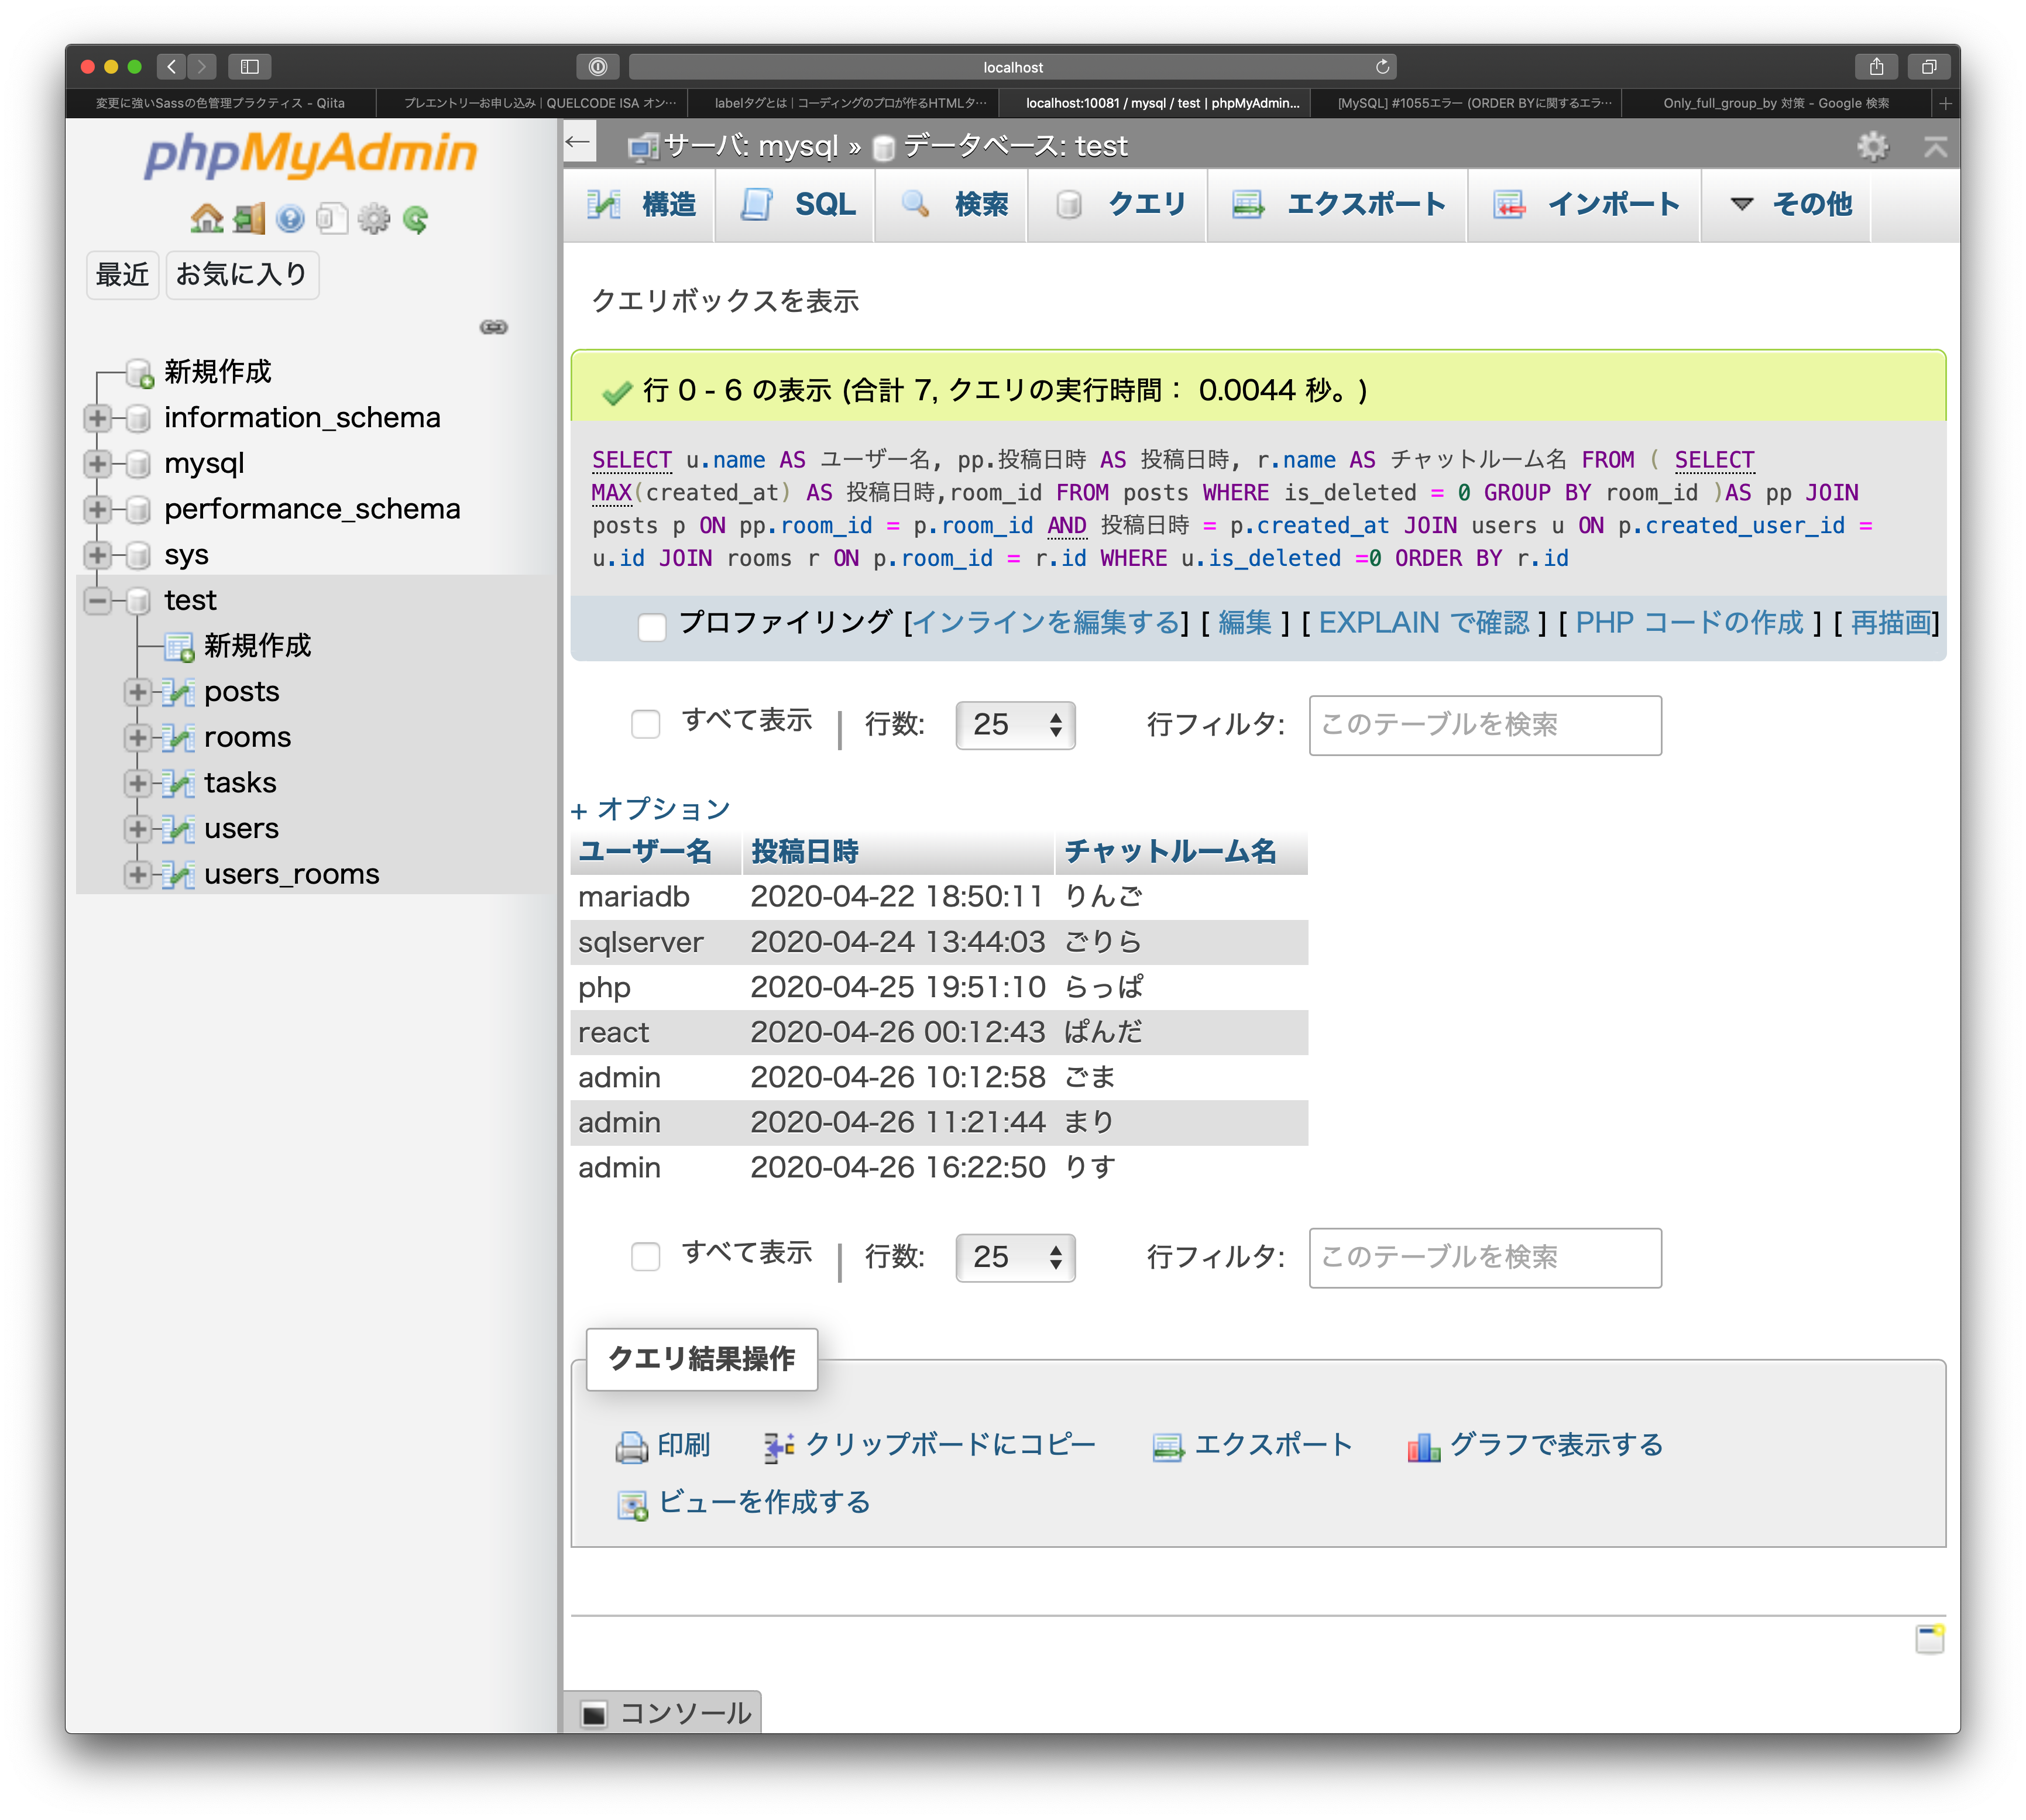 localhost
変更に強いSassの色管理プラクティス - Qiita
プレエントリーお申し込み | QUELCODE ISA オン…
labelタグとは | コーディングのプロが作るHTMLタ…
localhost:10081 / mysql / test | phpMyAdmin...
[MySQL] #1055エラー (ORDER BYに関するエラ…
Only_full_group_by 対策 - Google 検索
phpMyAdmin
最近 お気に入り
新規作成
information_schema
mysql
performance_schema
sys
test
新規作成
posts
rooms
tasks
users
users_rooms
サーバ: mysql » データベース: test
構造 SQL 検索 クエリ エクスポート インポート その他
クエリボックスを表示
行 0 - 6 の表示 (合計 7, クエリの実行時間： 0.0044 秒。)
SELECT u.name AS ユーザー名, pp.投稿日時 AS 投稿日時, r.name AS チャットルーム名 FROM ( SELECT
MAX(created_at) AS 投稿日時,room_id FROM posts WHERE is_deleted = 0 GROUP BY room_id )AS pp JOIN
posts p ON pp.room_id = p.room_id AND 投稿日時 = p.created_at JOIN users u ON p.created_user_id =
u.id JOIN rooms r ON p.room_id = r.id WHERE u.is_deleted =0 ORDER BY r.id
プロファイリング [インラインを編集する] [ 編集 ] [ EXPLAIN で確認 ] [ PHP コードの作成 ] [ 再描画]
すべて表示 | 行数: 25 行フィルタ: このテーブルを検索
+ オプション
ユーザー名 投稿日時 チャットルーム名
mariadb 2020-04-22 18:50:11 りんご
sqlserver 2020-04-24 13:44:03 ごりら
php 2020-04-25 19:51:10 らっぱ
react 2020-04-26 00:12:43 ぱんだ
admin 2020-04-26 10:12:58 ごま
admin 2020-04-26 11:21:44 まり
admin 2020-04-26 16:22:50 りす
すべて表示 | 行数: 25 行フィルタ: このテーブルを検索
クエリ結果操作
印刷 クリップボードにコピー エクスポート グラフで表示する
ビューを作成する
コンソール